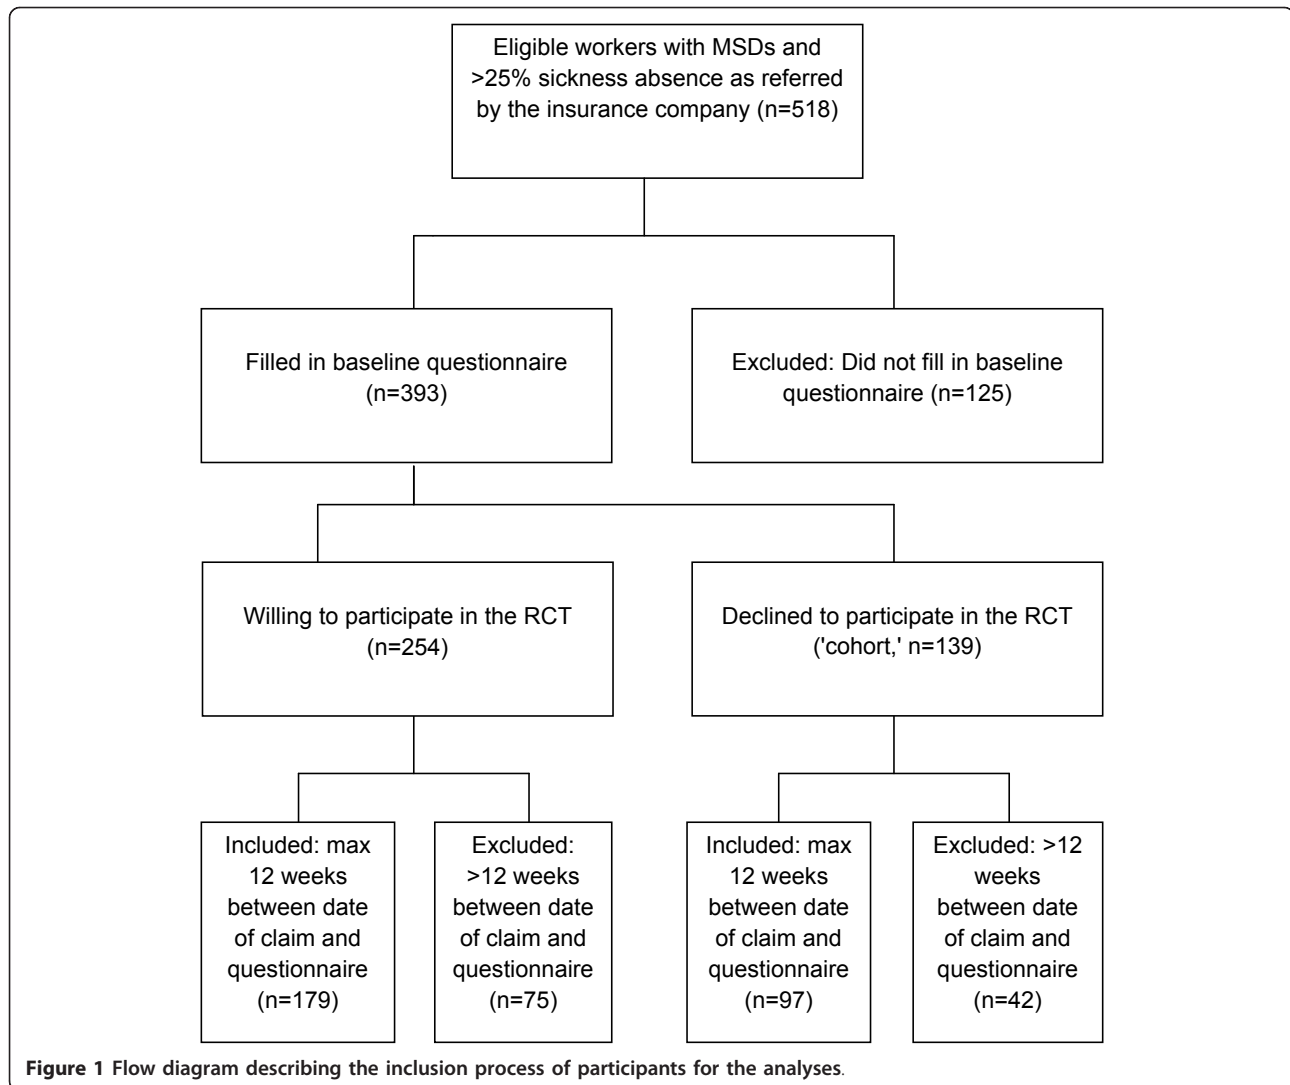 Eligible workers with MSDs and
>25% sickness absence as referred
by the insurance company (n=518)
Filled in baseline questionnaire
(n=393)
Excluded: Did not fill in baseline
questionnaire (n=125)
Willing to participate in the RCT
(n=254)
Declined to participate in the RCT
('cohort,' n=139)
Included: max
12 weeks
between date
of claim and
questionnaire
(n=179)
Excluded:
>12 weeks
between date
of claim and
questionnaire
(n=75)
Included: max
12 weeks
between date
of claim and
questionnaire
(n=97)
Excluded: >12
weeks
between date
of claim and
questionnaire
(n=42)
Figure 1 Flow diagram describing the inclusion process of participants for the analyses.